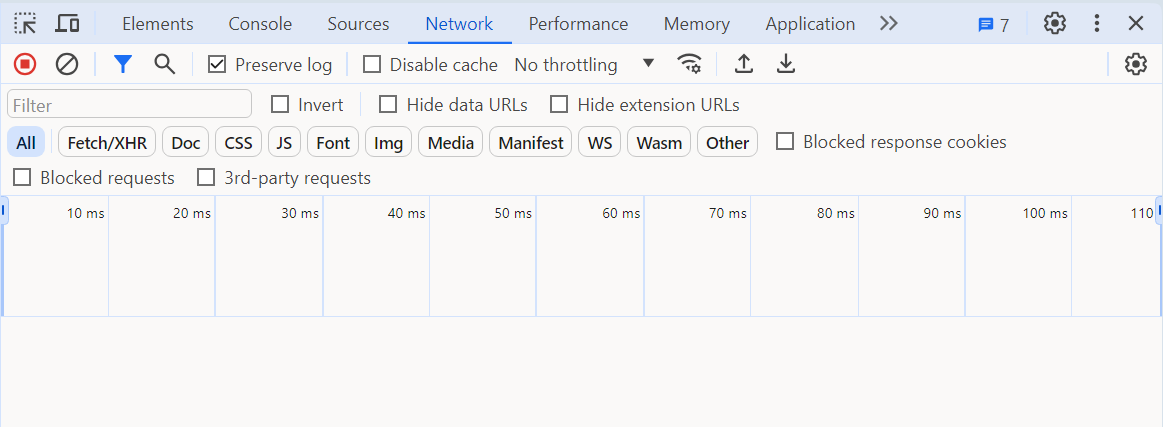 Elements Console Sources Network Performance Memory Application 7
Preserve log Disable cache No throttling
Filter Invert Hide data URLs Hide extension URLs
All Fetch/XHR Doc CSS JS Font Img Media Manifest WS Wasm Other Blocked response cookies
Blocked requests 3rd-party requests
10 ms 20 ms 30 ms 40 ms 50 ms 60 ms 70 ms 80 ms 90 ms 100 ms 110